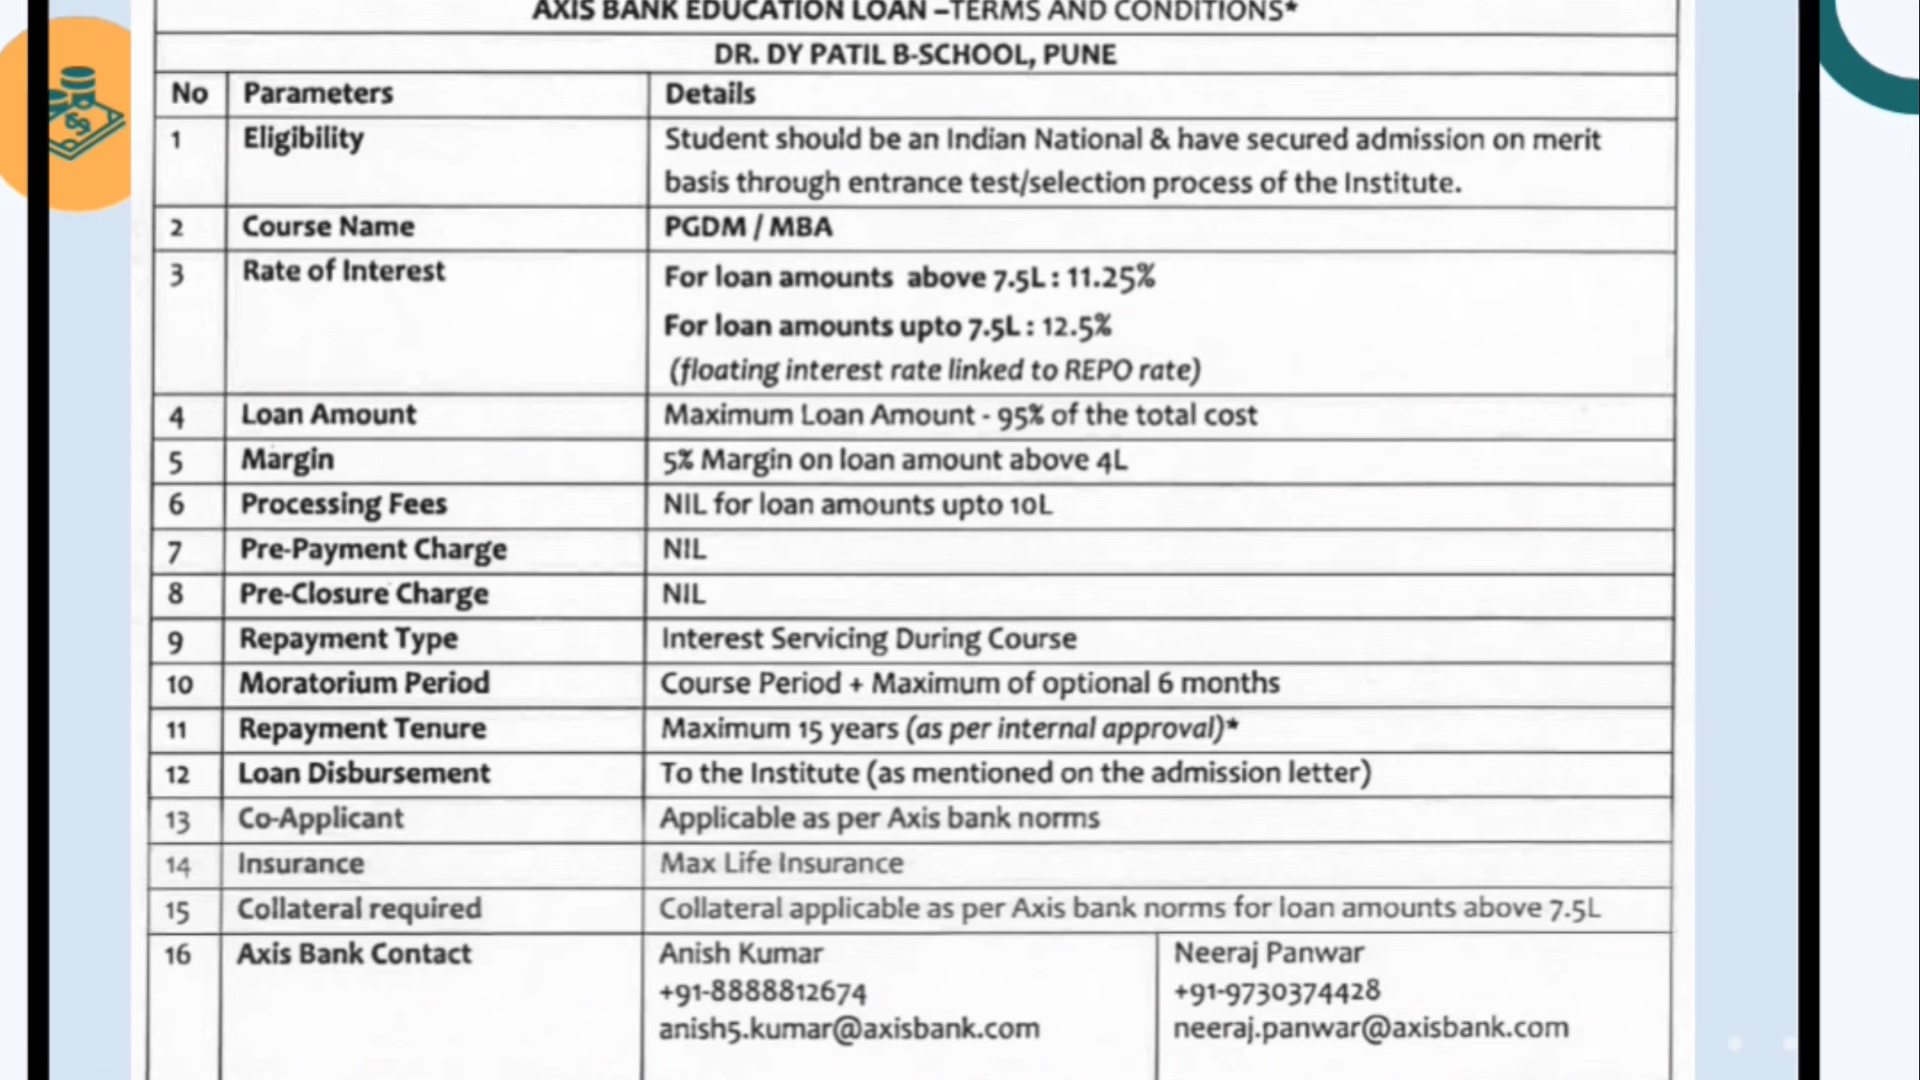 AXIS BANK EDUCATION LOAN –TERMS AND CONDITIONS*
DR. DY PATIL B-SCHOOL, PUNE
No Parameters Details
1 Eligibility Student should be an Indian National & have secured admission on merit
basis through entrance test/selection process of the Institute.
2 Course Name PGDM / MBA
3 Rate of Interest For loan amounts above 7.5L : 11.25%
For loan amounts upto 7.5L : 12.5%
(floating interest rate linked to REPO rate)
4 Loan Amount Maximum Loan Amount - 95% of the total cost
5 Margin 5% Margin on loan amount above 4L
6 Processing Fees NIL for loan amounts upto 10L
7 Pre-Payment Charge NIL
8 Pre-Closure Charge NIL
9 Repayment Type Interest Servicing During Course
10 Moratorium Period Course Period + Maximum of optional 6 months
11 Repayment Tenure Maximum 15 years (as per internal approval)*
12 Loan Disbursement To the Institute (as mentioned on the admission letter)
13 Co-Applicant Applicable as per Axis bank norms
14 Insurance Max Life Insurance
15 Collateral required Collateral applicable as per Axis bank norms for loan amounts above 7.5L
16 Axis Bank Contact Anish Kumar Neeraj Panwar
+91-8888812674 +91-9730374428
anish5.kumar@axisbank.com neeraj.panwar@axisbank.com